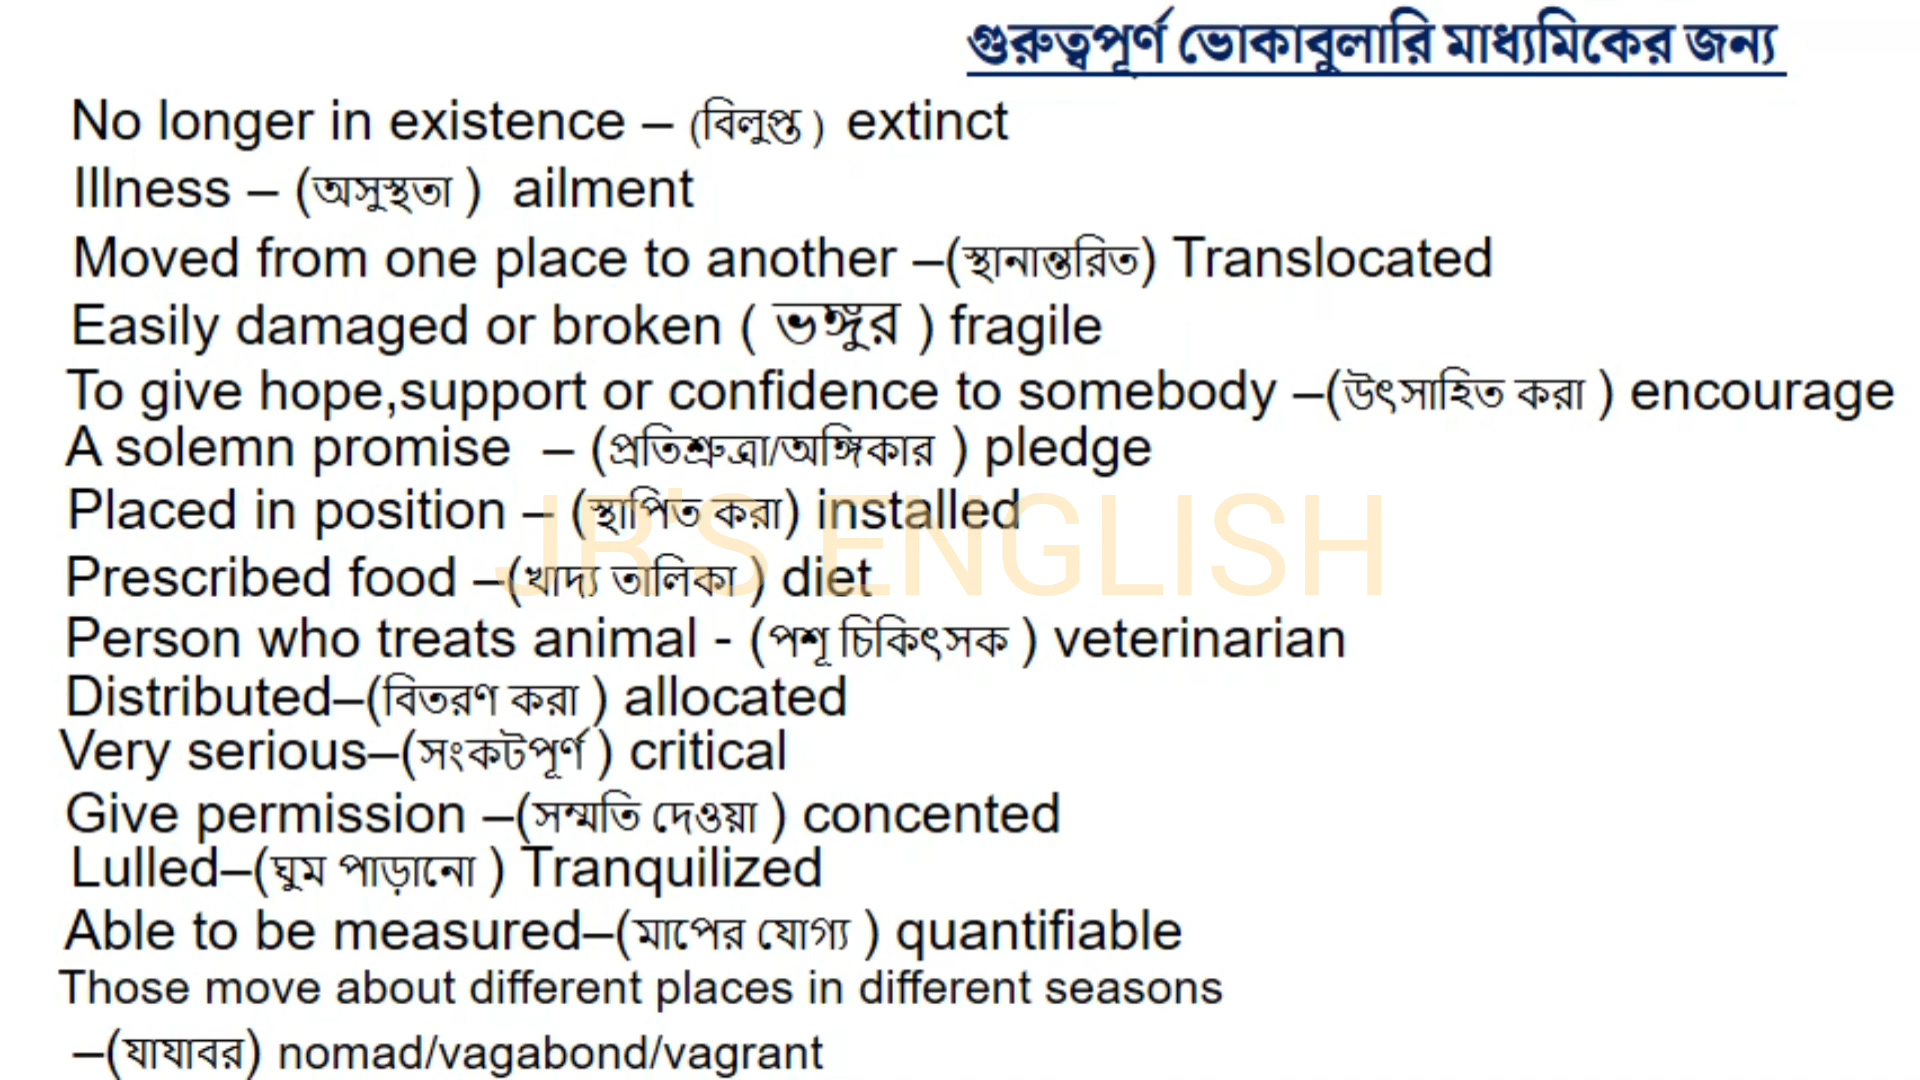 গুরুত্বপূর্ণ ভোকাবুলারি মাধ্যমিকের জন্য
No longer in existence – (বিলুপ্ত ) extinct
Illness – (অসুস্থতা ) ailment
Moved from one place to another –(স্থানান্তরিত) Translocated
Easily damaged or broken ( ভঙ্গুর ) fragile
To give hope,support or confidence to somebody –(উৎসাহিত করা ) encourage
A solemn promise – (প্রতিশ্রুত্রা/অঙ্গিকার ) pledge
Placed in position – (স্থাপিত করা) installed
JR'S ENGLISH
Prescribed food –(খাদ্য তালিকা ) diet
Person who treats animal - (পশূ চিকিৎসক ) veterinarian
Distributed–(বিতরণ করা ) allocated
Very serious–(সংকটপূর্ণ ) critical
Give permission –(সম্মতি দেওয়া ) concented
Lulled–(ঘুম পাড়ানো ) Tranquilized
Able to be measured–(মাপের যোগ্য ) quantifiable
Those move about different places in different seasons
–(যাযাবর) nomad/vagabond/vagrant